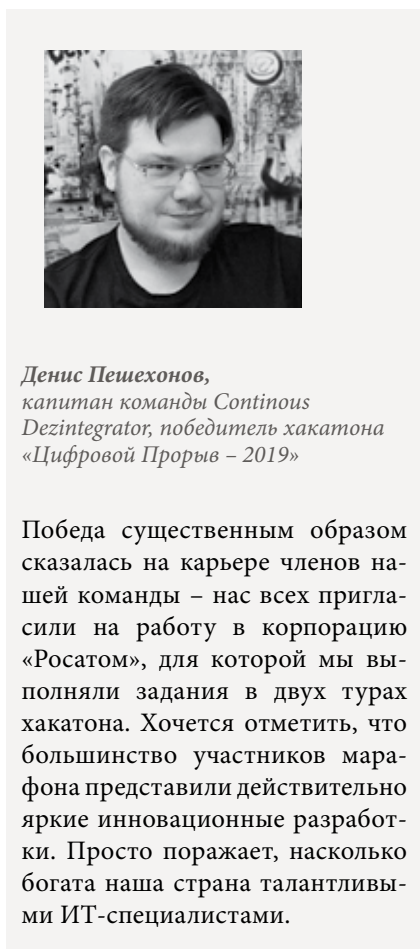 Денис Пешехонов,
капитан команды Continous
Dezintegrator, победитель хакатона
«Цифровой Прорыв – 2019»
Победа существенным образом
сказалась на карьере членов на-
шей команды – нас всех пригла-
сили на работу в корпорацию
«Росатом», для которой мы вы-
полняли задания в двух турах
хакатона. Хочется отметить, что
большинство участников мара-
фона представили действительно
яркие инновационные разработ-
ки. Просто поражает, насколько
богата наша страна талантливы-
ми ИТ-специалистами.